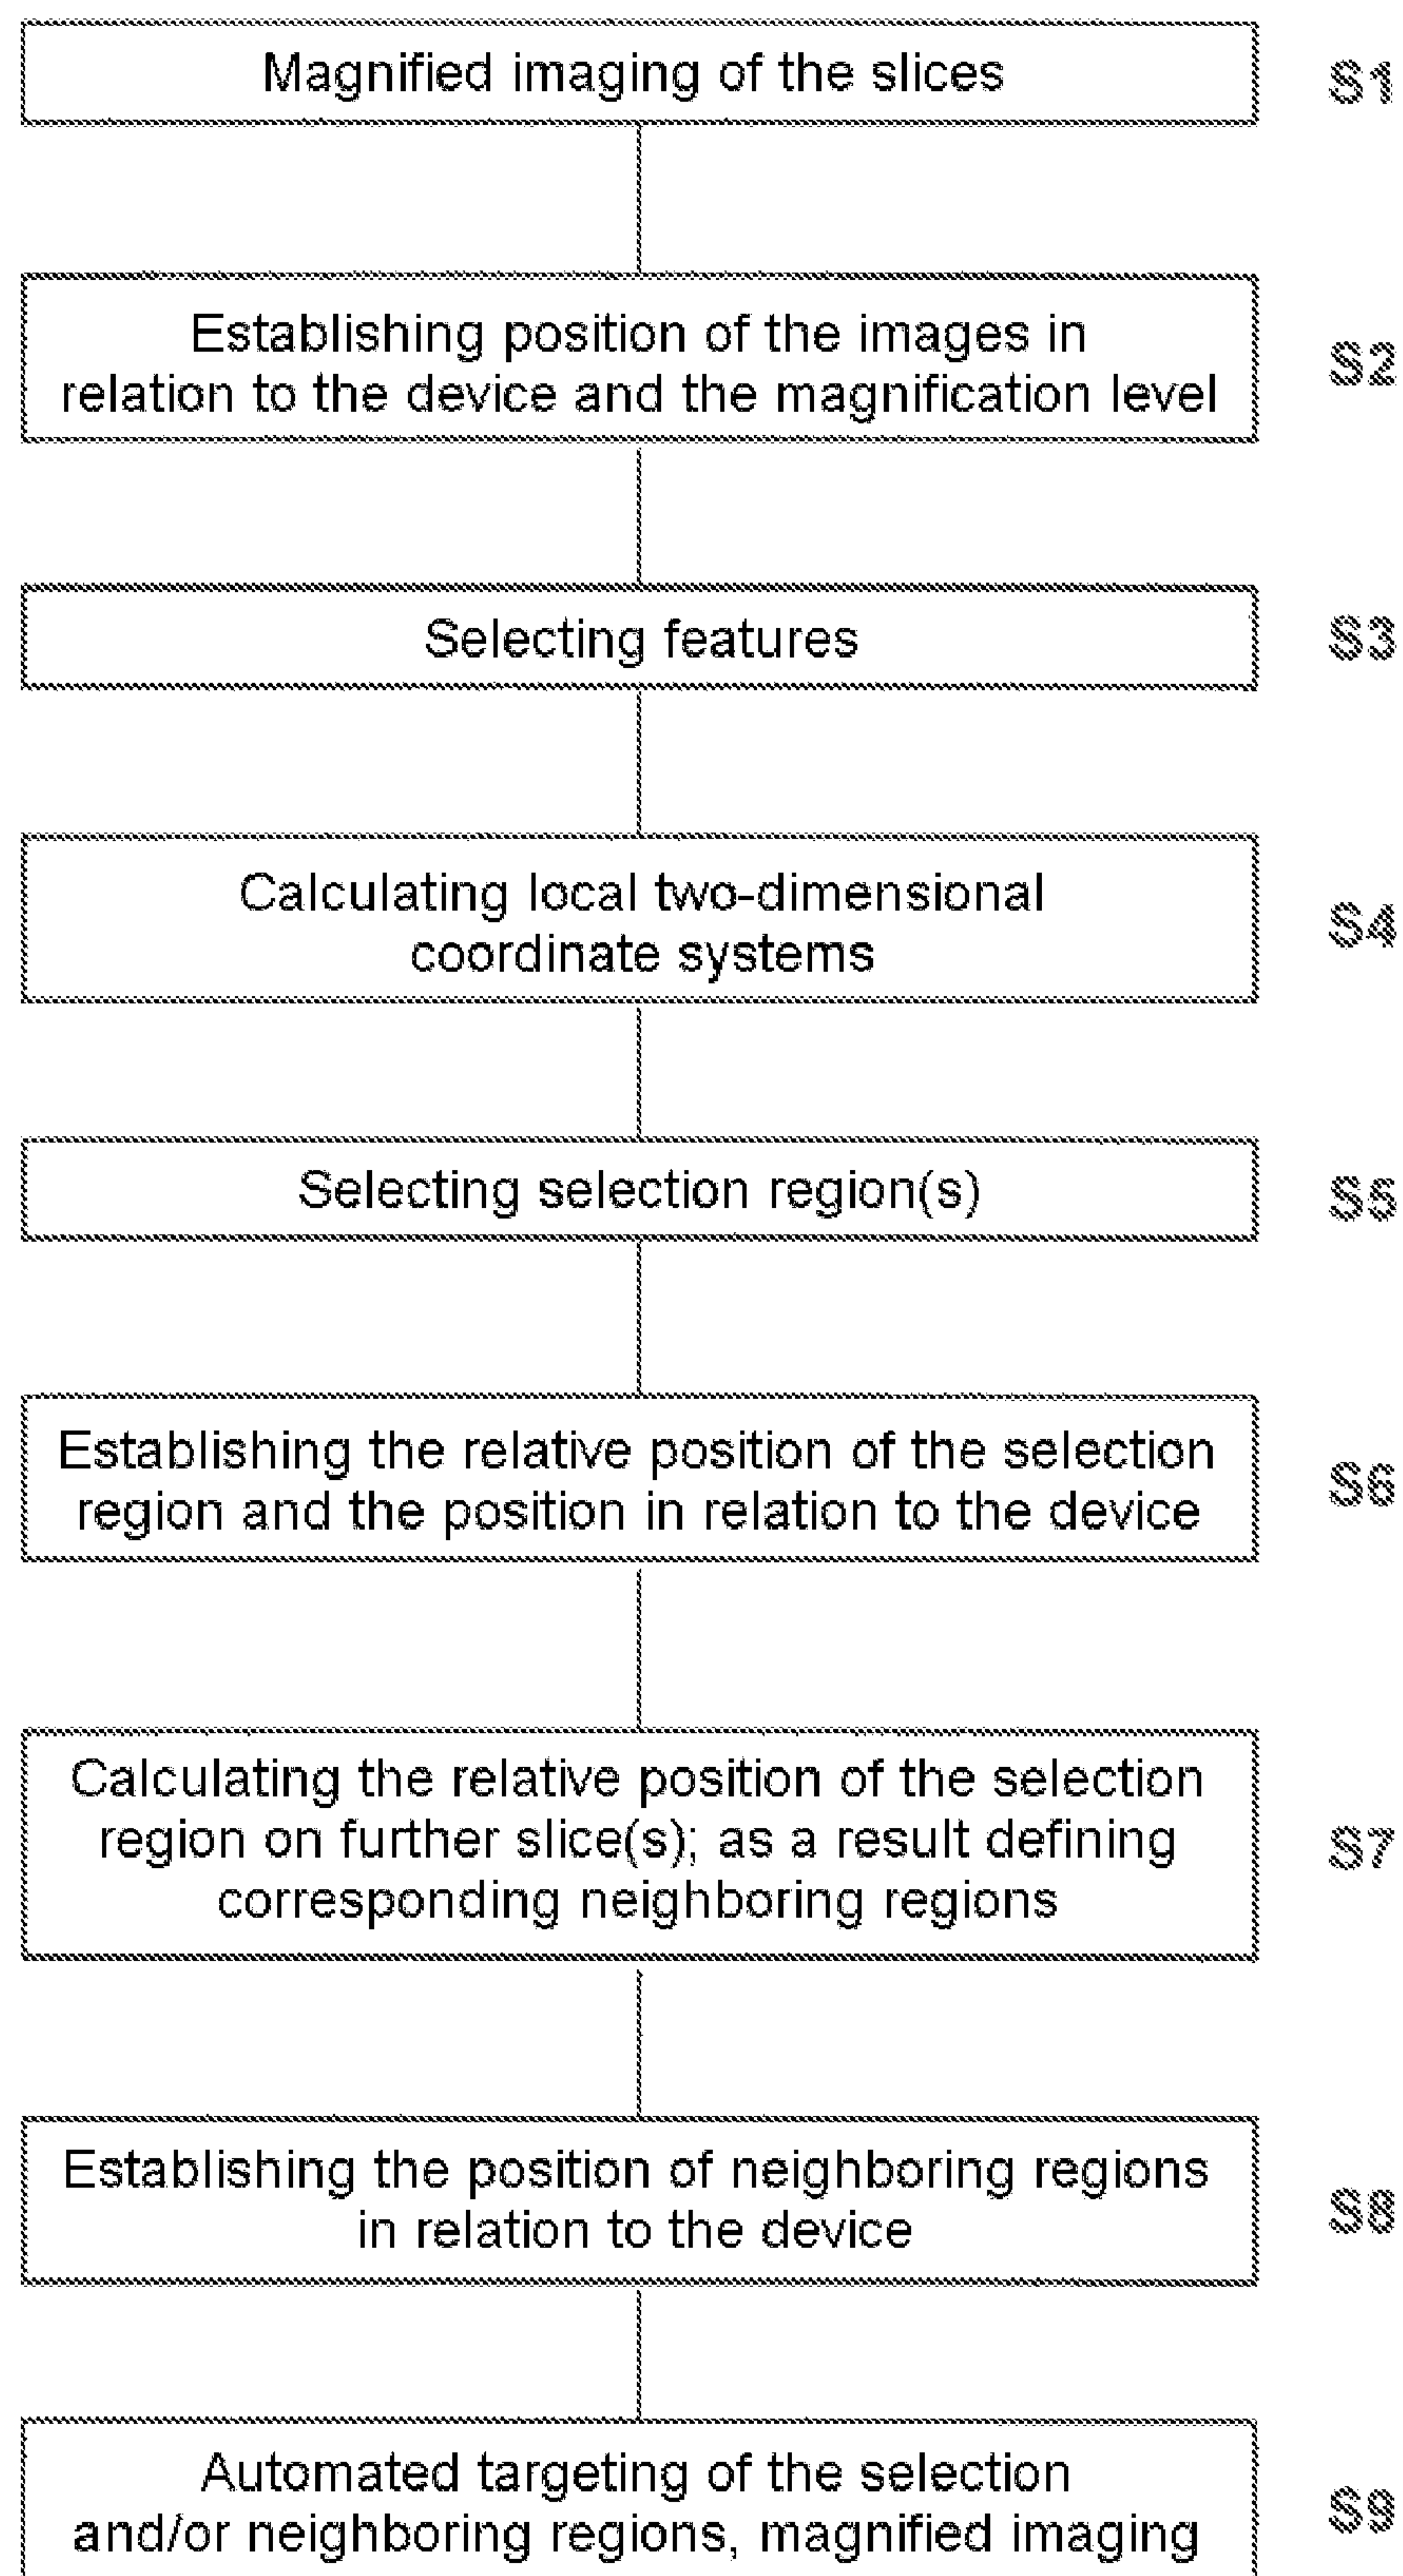 Magnified imaging of the slices
S1
Establishing position of the images in
relation to the device and the magnification level
S2
Selecting features
S3
Calculating local two-dimensional
coordinate systems
S4
Selecting selection region(s)
S5
Establishing the relative position of the selection
region and the position in relation to the device
S6
Calculating the relative position of the selection
region on further slice(s); as a result defining
corresponding neighboring regions
S7
Establishing the position of neighboring regions
in relation to the device
S8
Automated targeting of the selection
and/or neighboring regions, magnified imaging
S9